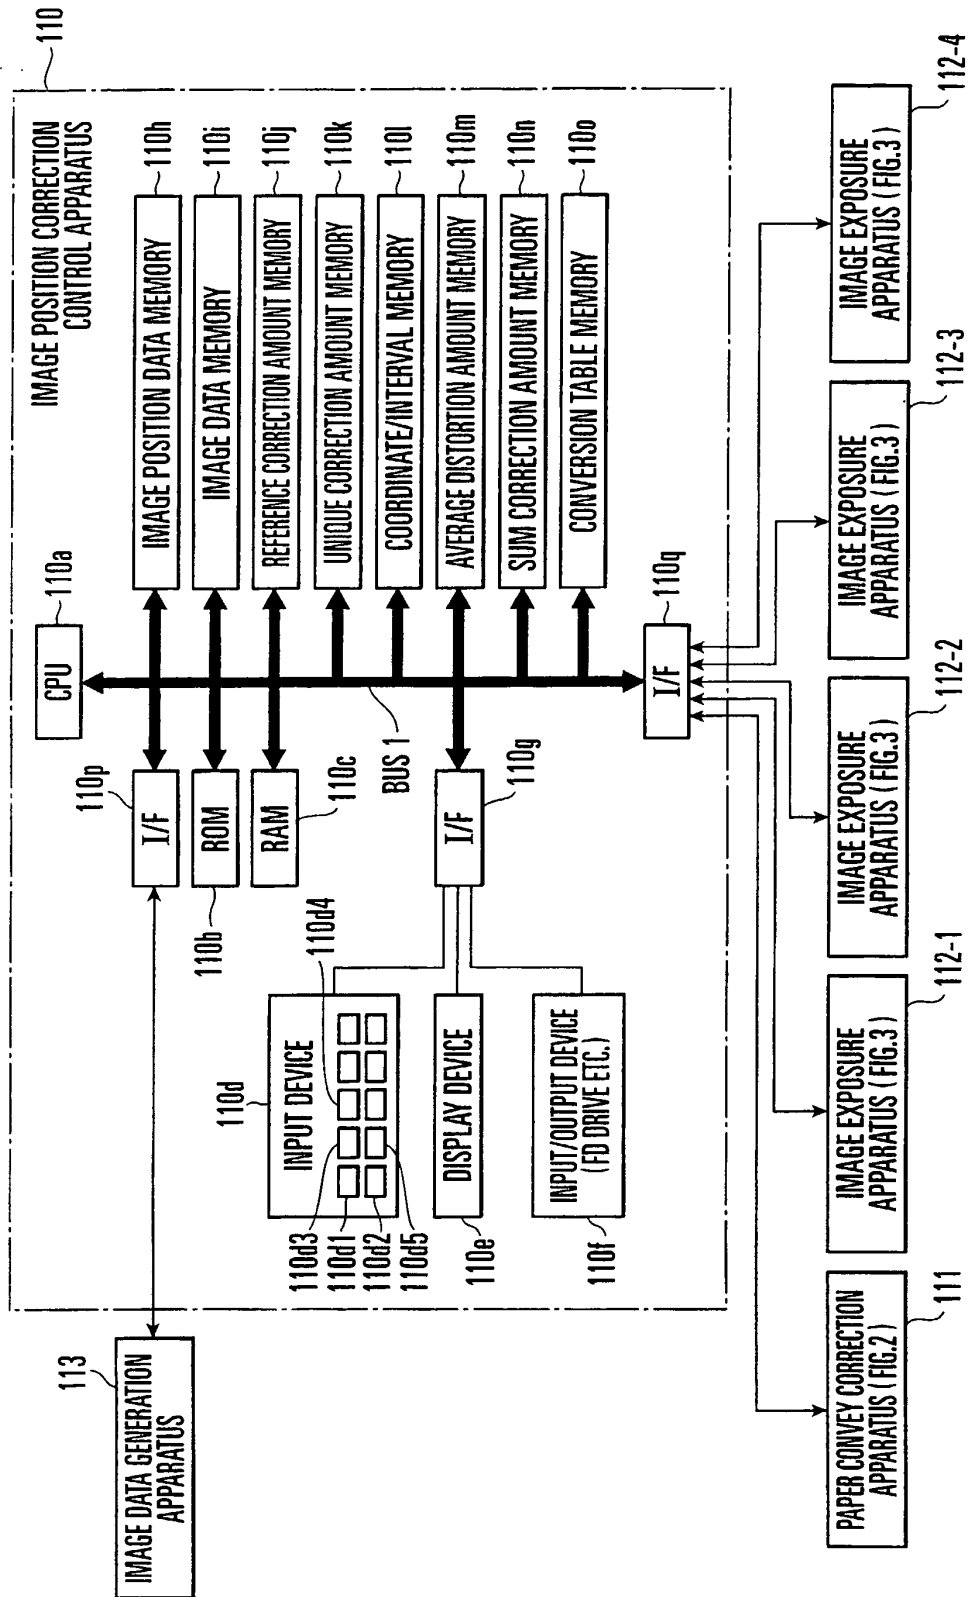 110
IMAGE POSITION CORRECTION
CONTROL APPARATUS
113
IMAGE DATA GENERATION
APPARATUS
CPU
110a
110p
I/F
ROM
110b
RAM
110c
BUS 1
IMAGE POSITION DATA MEMORY
110h
IMAGE DATA MEMORY
110i
REFERENCE CORRECTION AMOUNT MEMORY
110j
UNIQUE CORRECTION AMOUNT MEMORY
110k
COORDINATE/INTERVAL MEMORY
110l
AVERAGE DISTORTION AMOUNT MEMORY
110m
SUM CORRECTION AMOUNT MEMORY
110n
CONVERSION TABLE MEMORY
110o
110d
INPUT DEVICE
110d4
110d3
110d1
110d2
110d5
I/F
110g
DISPLAY DEVICE
110e
INPUT/OUTPUT DEVICE
(FD DRIVE ETC.)
110f
I/F
110q
PAPER CONVEY CORRECTION
APPARATUS (FIG.2)
111
IMAGE EXPOSURE
APPARATUS (FIG.3)
112-1
IMAGE EXPOSURE
APPARATUS (FIG.3)
112-2
IMAGE EXPOSURE
APPARATUS (FIG.3)
112-3
IMAGE EXPOSURE
APPARATUS (FIG.3)
112-4